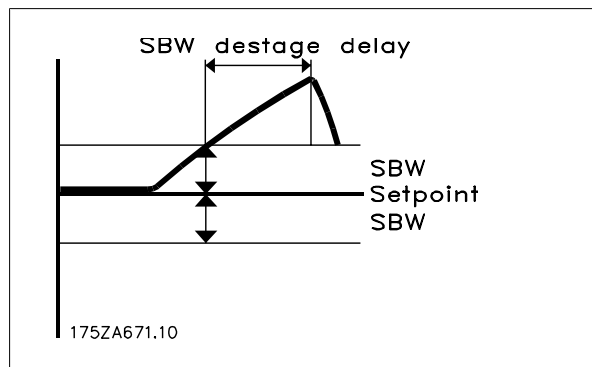 SBW destage delay
SBW
Setpoint
SBW
175ZA671.10